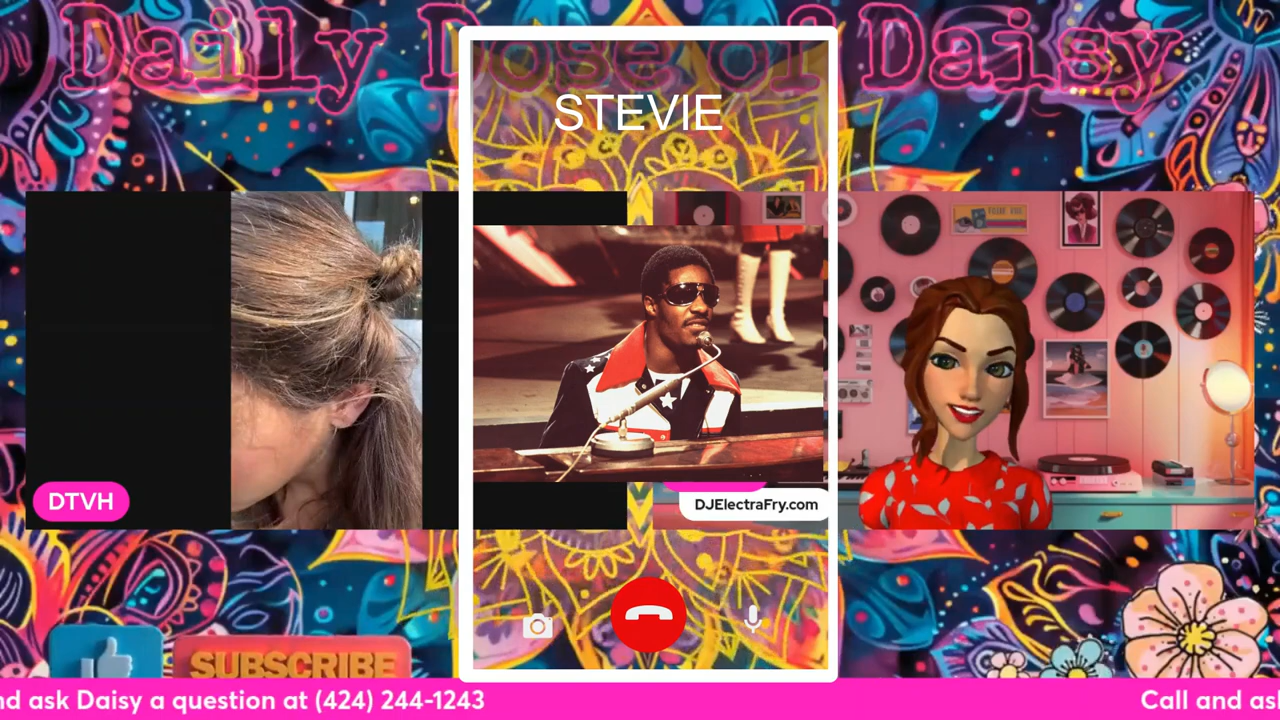 Daily Dose of Daisy
STEVIE
DTVH
DJElectraFry.com
SUBSCRIBE
nd ask Daisy a question at (424) 244-1243
Call and as